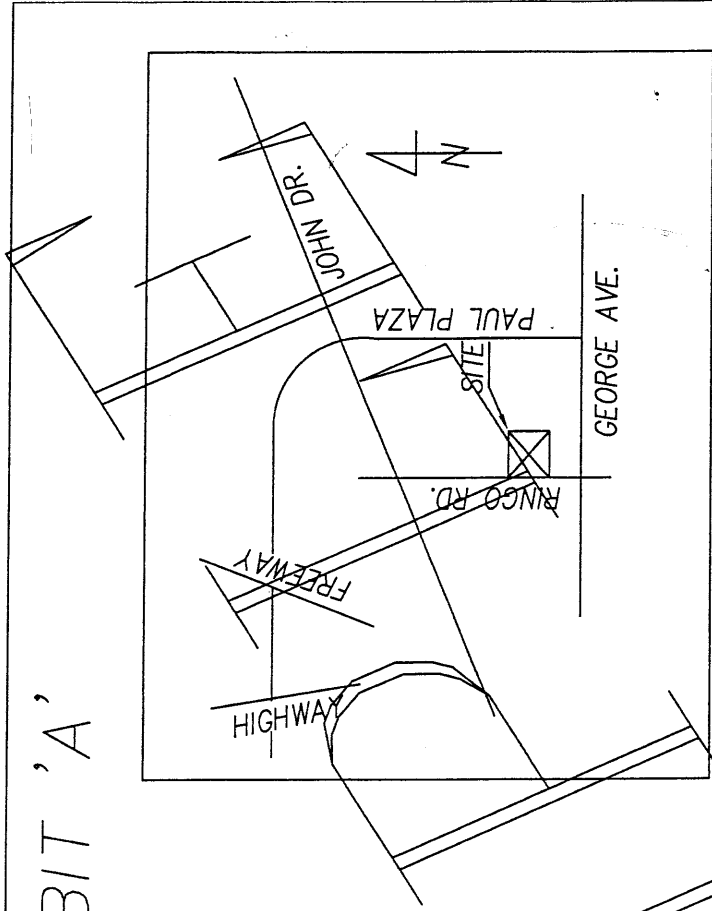 BIT 'A'
JOHN DR.
N
PAUL PLAZA
SITE
GEORGE AVE.
RINGO RD.
FREEWAY
HIGHWAY